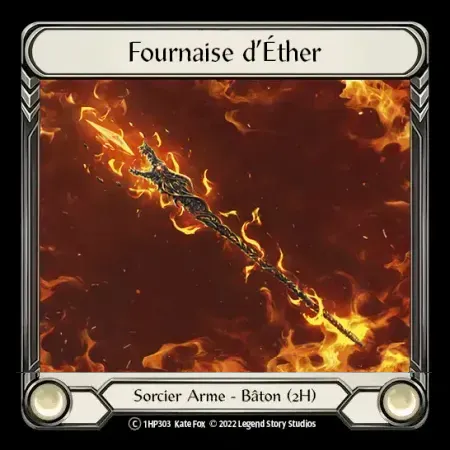 Fournaise d'Éther
Sorcier Arme - Bâton (2H)
C 1HP303 Kate Fox © 2022 Legend Story Studios